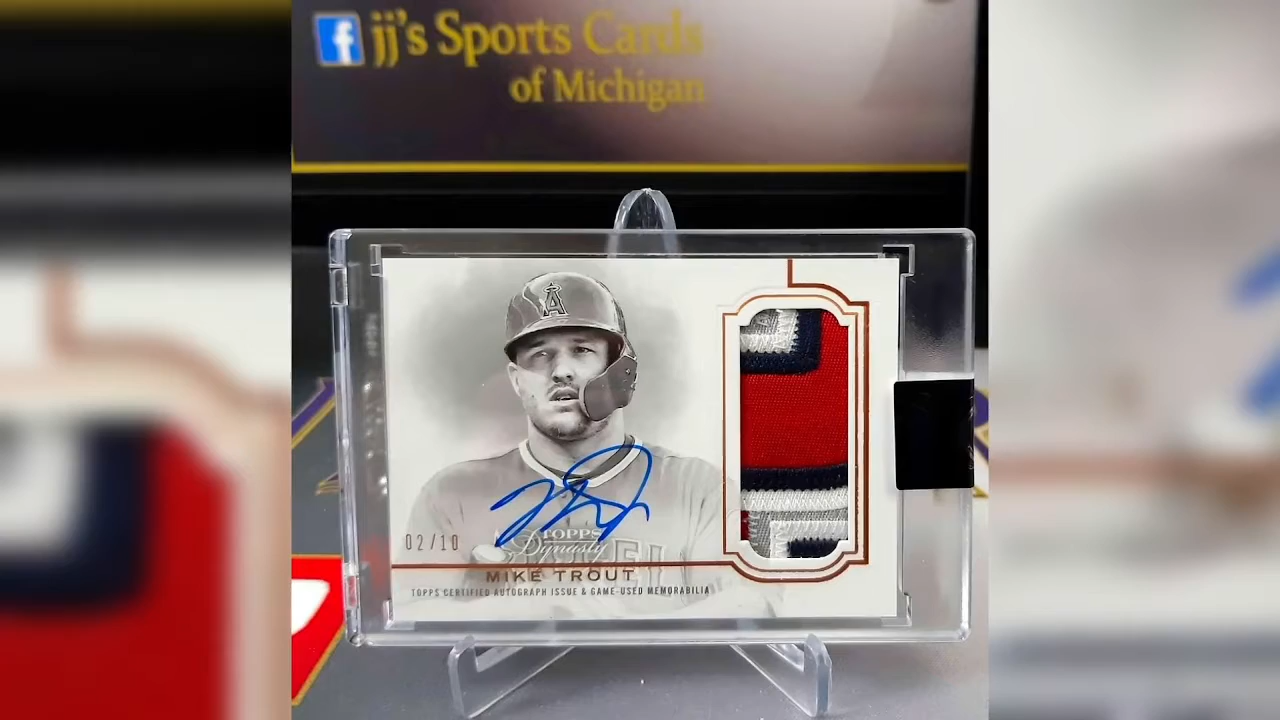 f jj's Sports Cards
of Michigan
A
02/10
TOPPS
Dynasty
MIKE TROUT
TOPPS CERTIFIED AUTOGRAPH ISSUE & GAME-USED MEMORABILIA